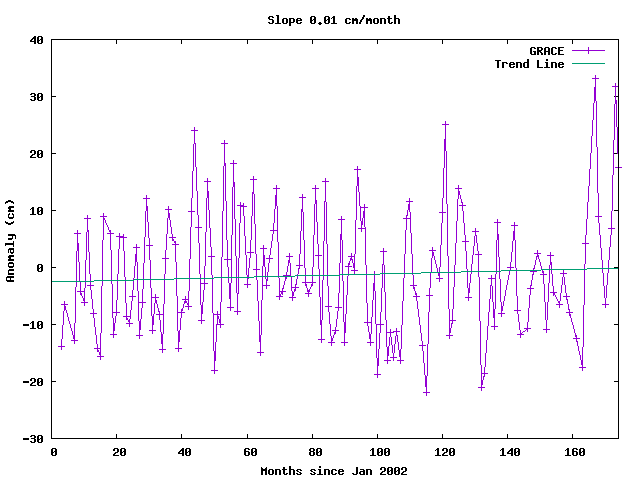 Slope 0.01 cm/month
GRACE
Trend Line
40
30
20
10
0
-10
-20
-30
Anomaly (cm)
0 20 40 60 80 100 120 140 160
Months since Jan 2002